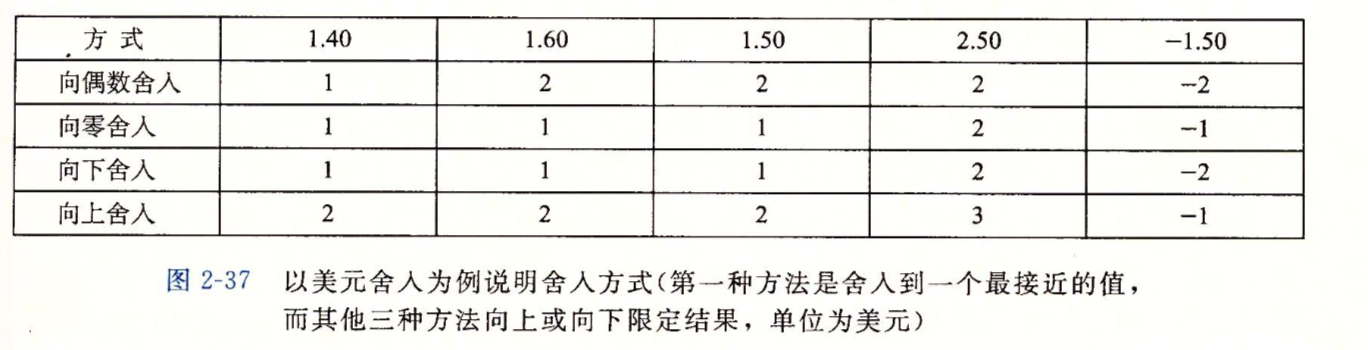 方 式 1.40 1.60 1.50 2.50 −1.50
向偶数舍入 1 2 2 2 −2
向零舍入 1 1 1 2 −1
向下舍入 1 1 1 2 −2
向上舍入 2 2 2 3 −1
图 2-37 以美元舍入为例说明舍入方式(第一种方法是舍入到一个最接近的值,
而其他三种方法向上或向下限定结果,单位为美元)